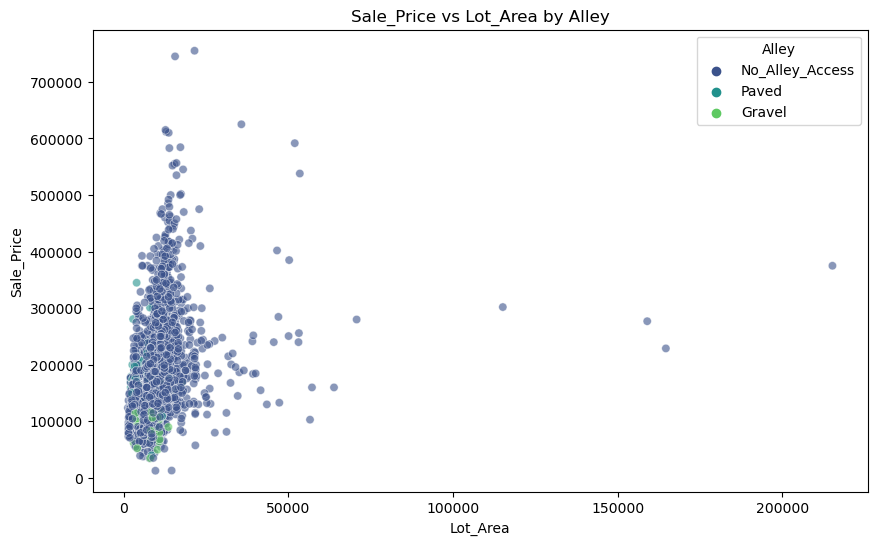 Sale_Price vs Lot_Area by Alley
Alley
No_Alley_Access
Paved
Gravel
700000
600000
500000
400000
300000
200000
100000
0
Sale_Price
0 50000 100000 150000 200000
Lot_Area